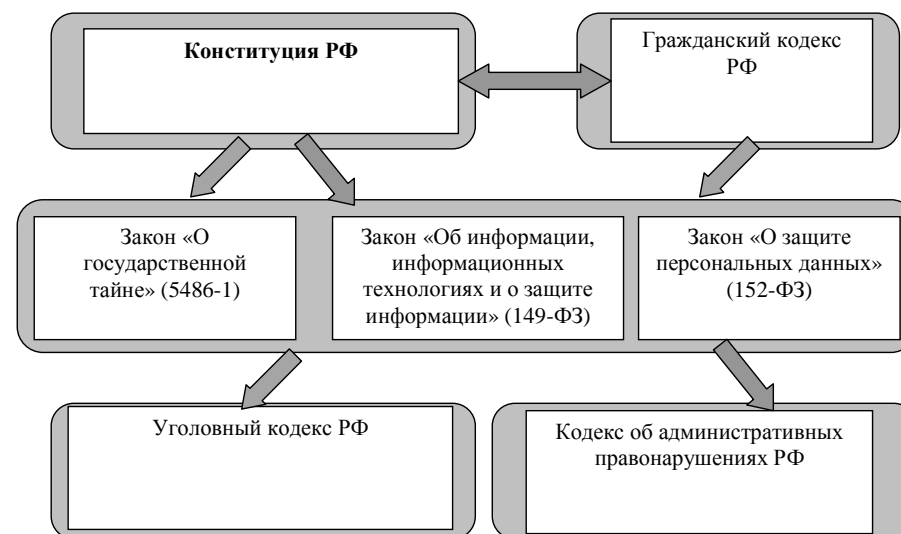 Конституция РФ
Гражданский кодекс
РФ
Закон «О
государственной
тайне» (5486-1)
Закон «Об информации,
информационных
технологиях и о защите
информации» (149-ФЗ)
Закон «О защите
персональных данных»
(152-ФЗ)
Уголовный кодекс РФ
Кодекс об административных
правонарушениях РФ